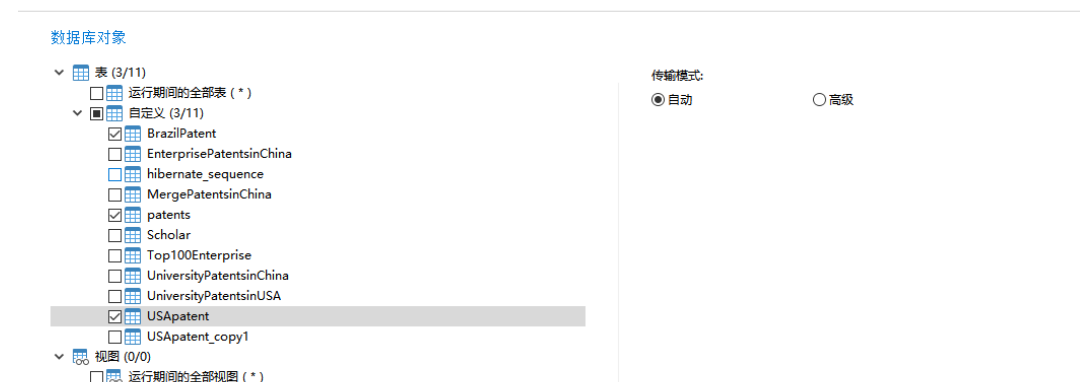 数据库对象
表 (3/11)
传输模式:
运行期间的全部表 ( * )
自动
高级
自定义 (3/11)
BrazilPatent
EnterprisePatentsinChina
hibernate_sequence
MergePatentsinChina
patents
Scholar
Top100Enterprise
UniversityPatentsinChina
UniversityPatentsinUSA
USApatent
USApatent_copy1
视图 (0/0)
运行期间的全部视图 ( * )